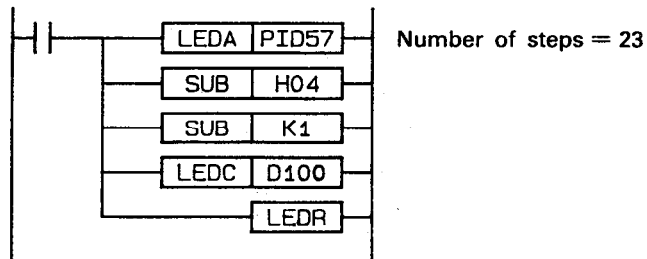 LEDA PID57 Number of steps = 23
SUB H04
SUB K1
LEDC D100
LEDR